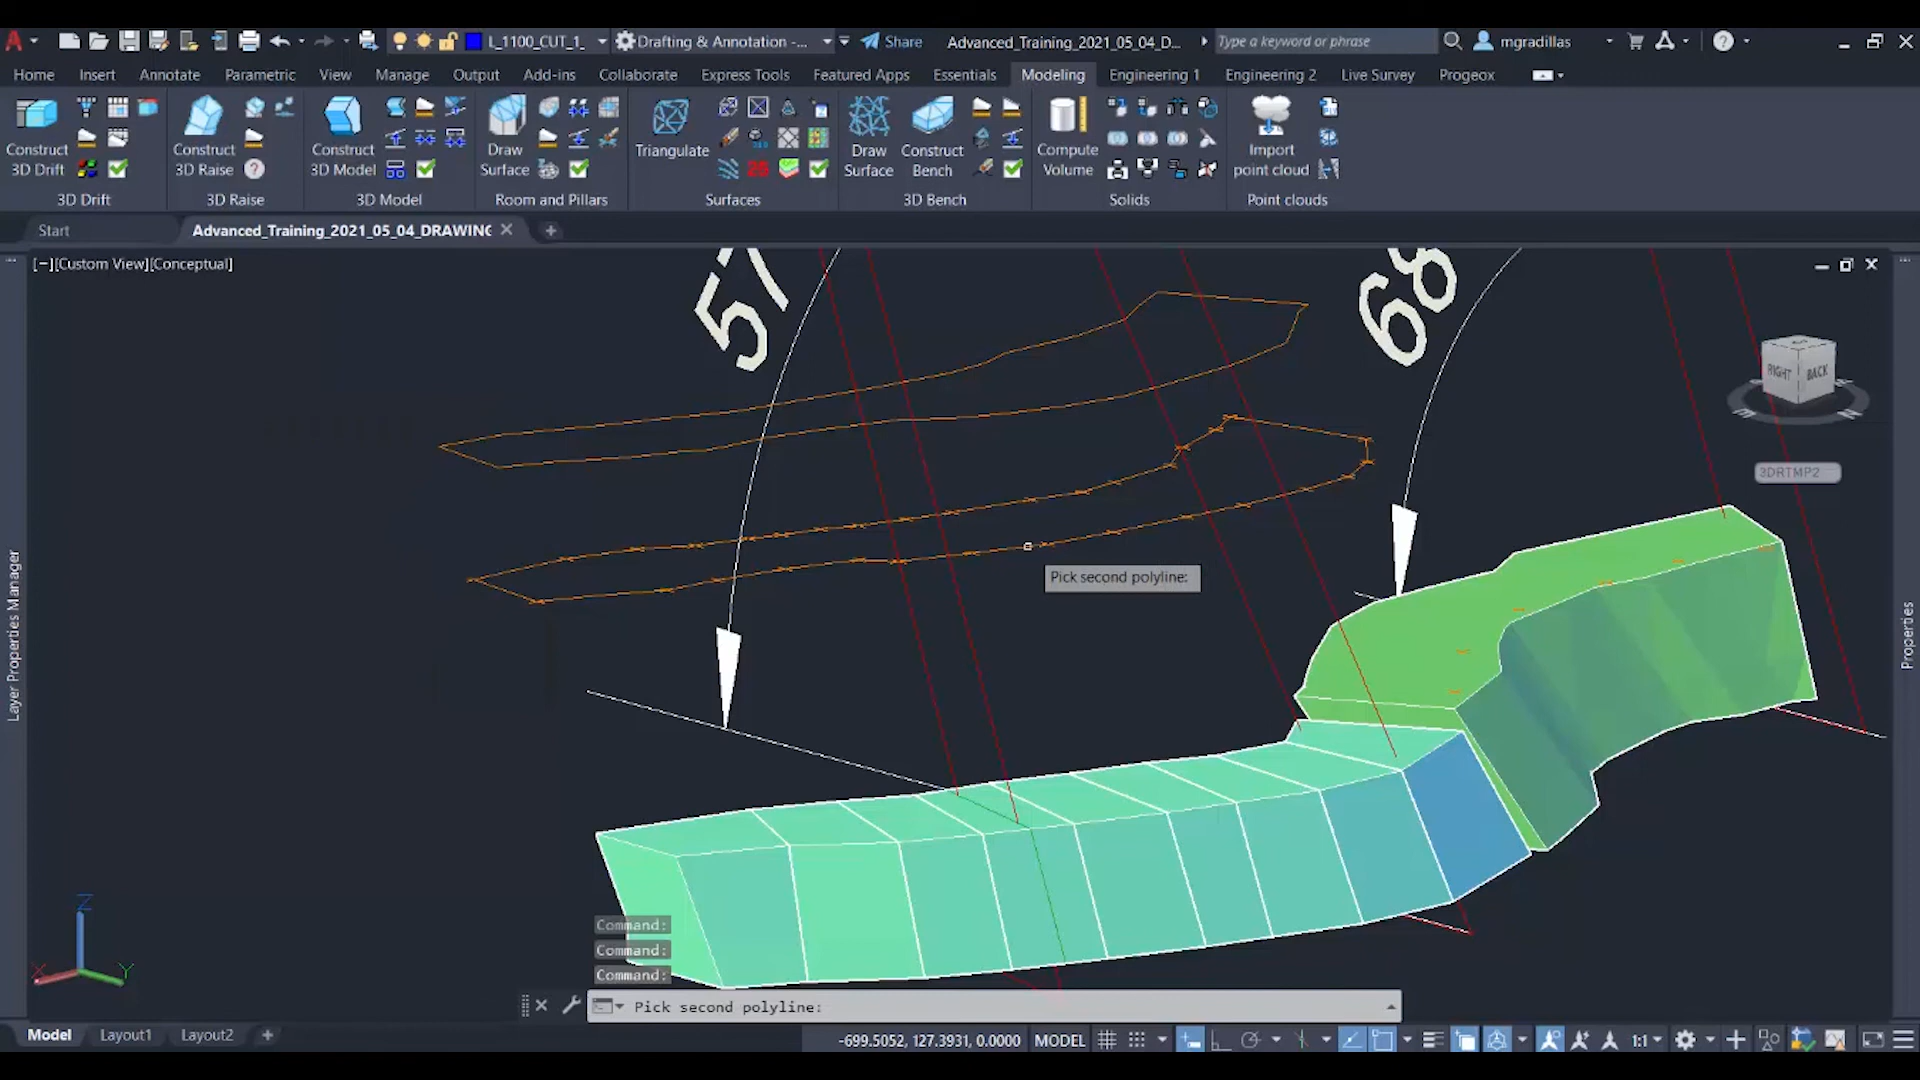 L_1100_CUT_1_
Drafting & Annotation -...
Share
Advanced_Training_2021_05_04_D...
Type a keyword or phrase
mgradillas
Home Insert Annotate Parametric View Manage Output Add-ins Collaborate Express Tools Featured Apps Essentials Modeling Engineering 1 Engineering 2 Live Survey Progeox
Construct 3D Drift
Construct 3D Raise
Construct 3D Model
Draw Surface
Triangulate
Draw Surface
Construct Bench
Compute Volume
Import point cloud
3D Drift 3D Raise 3D Model Room and Pillars Surfaces 3D Bench Solids Point clouds
Start
Advanced_Training_2021_05_04_DRAWING
[−][Custom View][Conceptual]
57
68
RIGHT BACK
3DRTMP2
Pick second polyline:
Layer Properties Manager
Properties
Z
X
Y
Command:
Command:
Command:
Pick second polyline:
Model Layout1 Layout2
-699.5052, 127.3931, 0.0000 MODEL
1:1